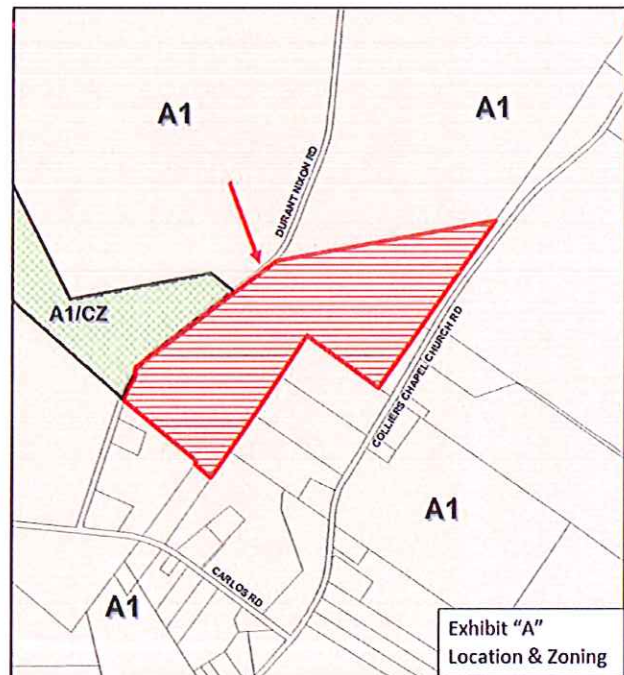 A1
A1
DURANT NIXON RD
A1/CZ
COLLIERS CHAPEL CHURCH RD
A1
CARLOS RD
A1
Exhibit “A”
Location & Zoning